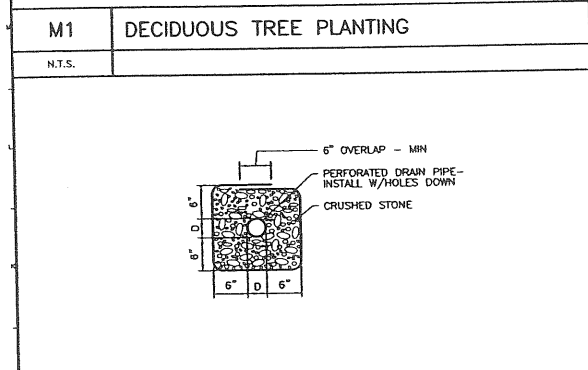 M1 DECIDUOUS TREE PLANTING
N.T.S.
6" OVERLAP - MIN
PERFORATED DRAIN PIPE-
INSTALL W/HOLES DOWN
CRUSHED STONE
6"
D
6"
6" D 6"